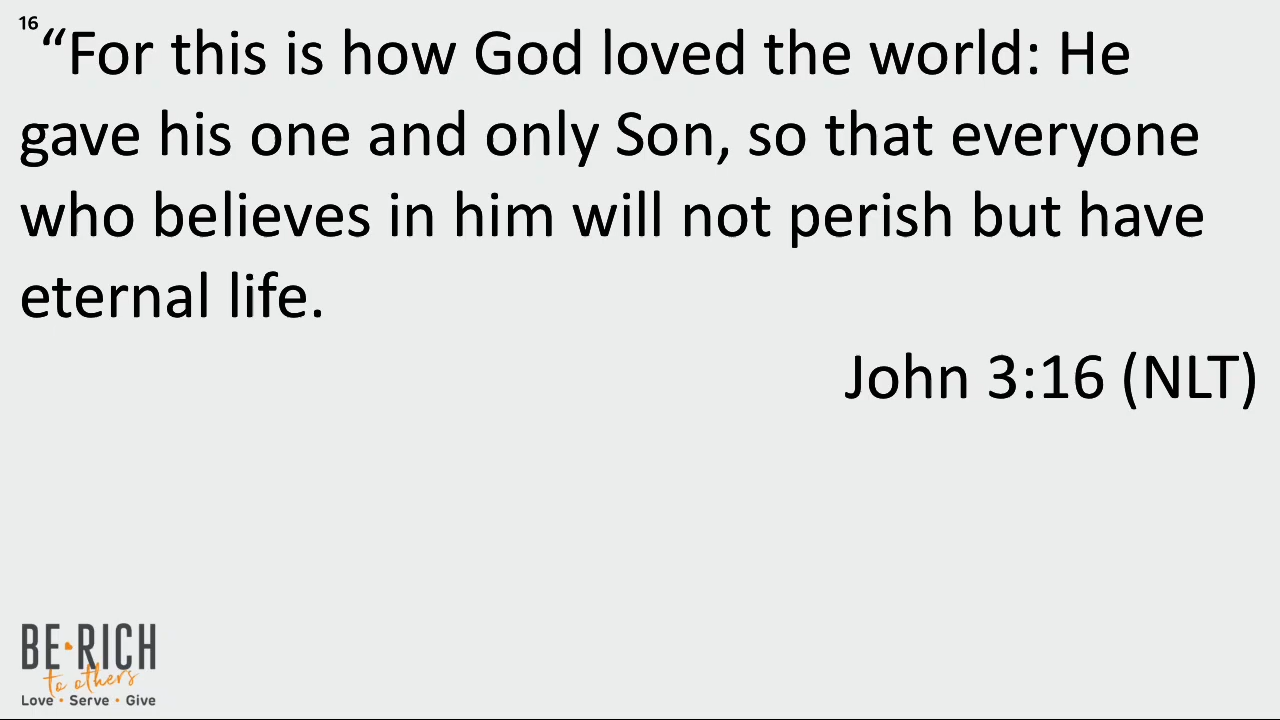 16 “For this is how God loved the world: He
gave his one and only Son, so that everyone
who believes in him will not perish but have
eternal life.
John 3:16 (NLT)
BE·RICH
to others
Love • Serve • Give